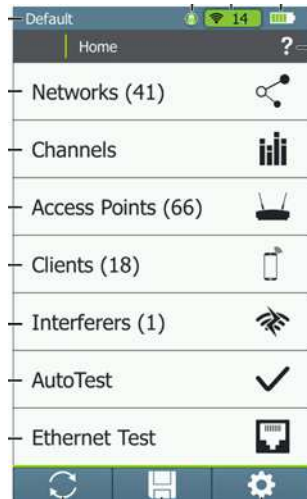 Default 14
Home ?
Networks (41)
Channels
Access Points (66)
Clients (18)
Interferers (1)
AutoTest
Ethernet Test